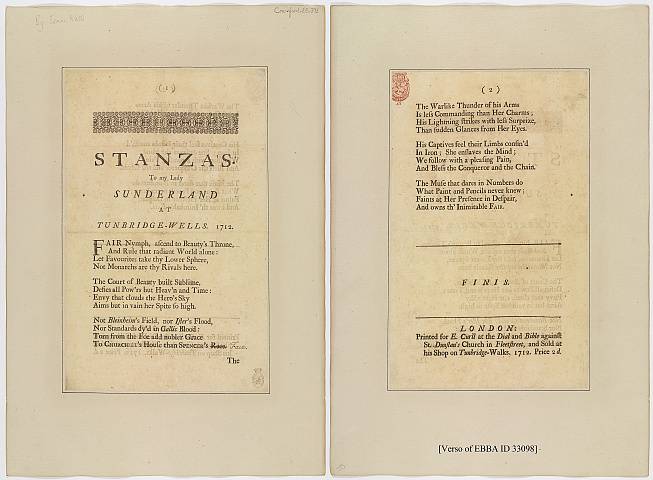 By Isaac Watts
Crawford.EB.
( 1 )
STANZAS.
To my Lady
SUNDERLAND
AT
TUNBRIDGE-WELLS. 1712.
FAIR Nymph, ascend to Beauty's Throne,
And Rule that radiant World alone:
Let Favourites take thy Lower Sphere,
Not Monarchs are thy Rivals here.
The Court of Beauty built Sublime,
Defies all Pow'rs but Heav'n and Time:
Envy that clouds the Hero's Sky
Aims but in vain her Spite so high.
Not Bleinheim's Field, nor Ister's Flood,
Nor Standards dy'd in Gallic Blood:
Torn from the Foe add nobler Grace
To CHURCHILL's House than SPENCER's
The
( 2 )
The Warlike Thunder of his Arms
Is less Commanding than Her Charms;
His Lightning strikes with less Surprize,
Than sudden Glances from Her Eyes.
His Captives feel their Limbs confin'd
In Iron; She enslaves the Mind;
We follow with a pleasing Pain,
And Bless the Conqueror and the Chain.
The Muse that dares in Numbers do
What Paint and Pencils never knew;
Faints at Her Presence in Despair,
And owns th' Inimitable FAIR.
FINIS.
LONDON:
Printed for E. Curll at the Dial and Bible against
St. Dunstan's Church in Fleetstreet, and Sold at
his Shop on Tunbridge-Walks. 1712. Price 2 d.
[Verso of EBBA ID 33098]